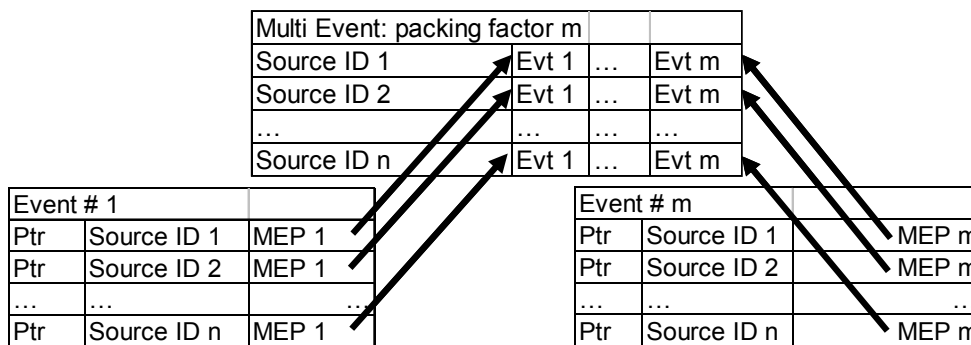 Multi Event: packing factor m
Source ID 1 Evt 1 … Evt m
Source ID 2 Evt 1 … Evt m
… … … …
Source ID n Evt 1 … Evt m
Event # 1
Ptr Source ID 1 MEP 1
Ptr Source ID 2 MEP 1
… … …
Ptr Source ID n MEP 1
Event # m
Ptr Source ID 1 MEP m
Ptr Source ID 2 MEP m
… … …
Ptr Source ID n MEP m